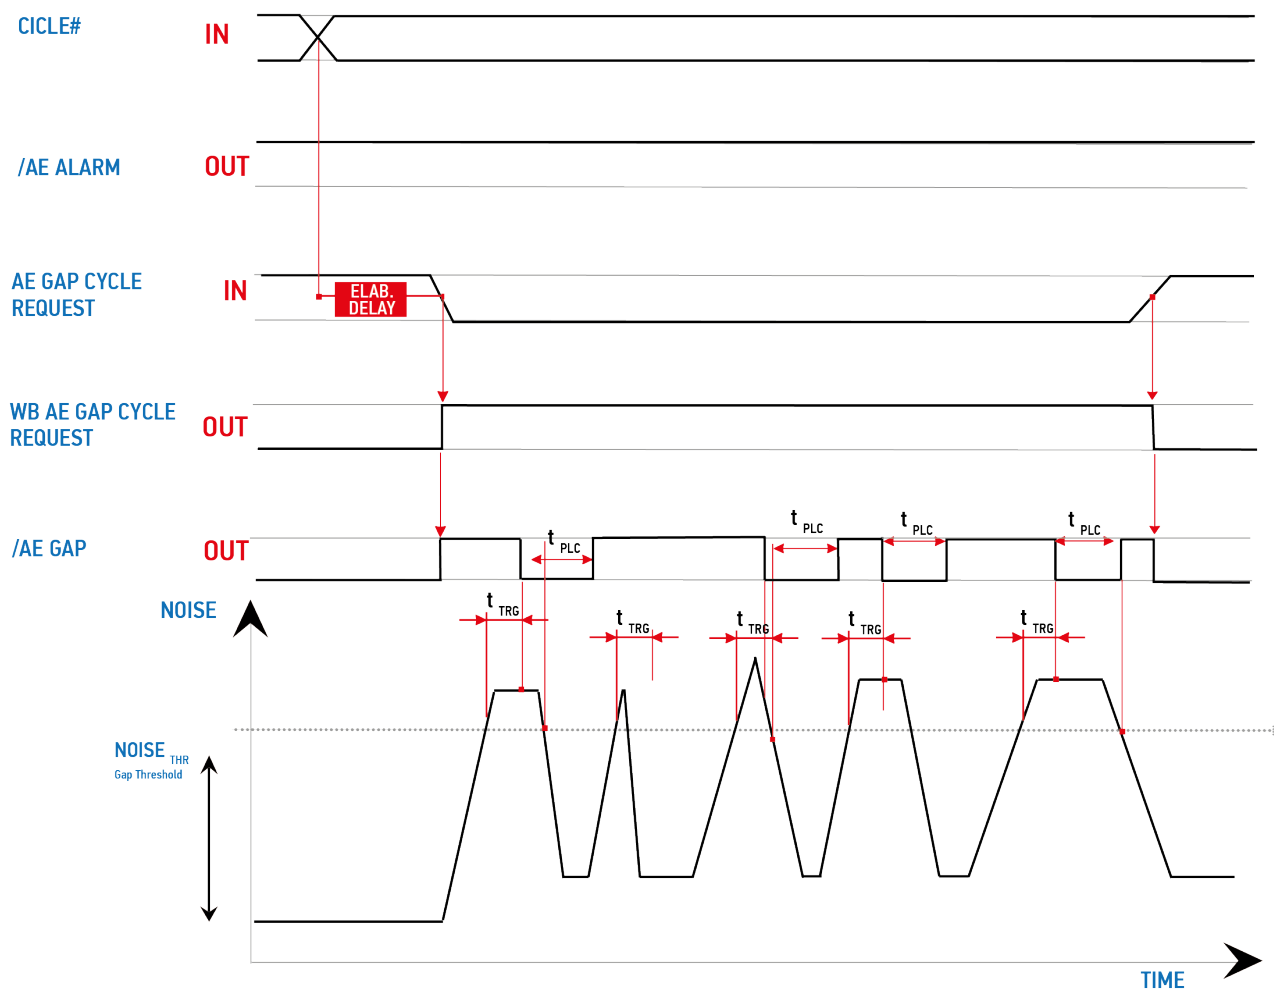 CICLE#
IN
/AE ALARM
OUT
AE GAP CYCLE
REQUEST
IN
ELAB.
DELAY
WB AE GAP CYCLE
REQUEST
OUT
/AE GAP
OUT
t PLC
t PLC
t PLC
t PLC
NOISE
t TRG
t TRG
t TRG
t TRG
t TRG
NOISE THR
Gap Threshold
TIME